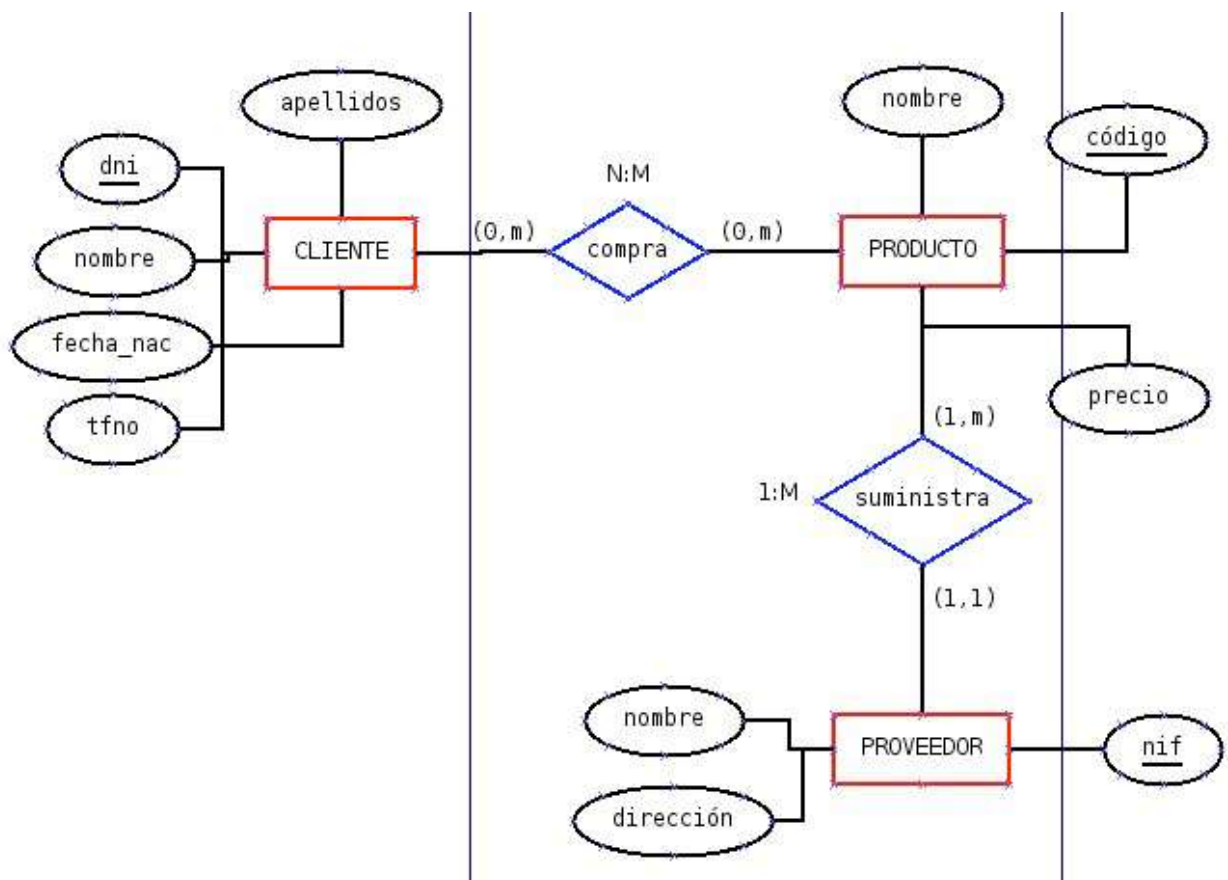 apellidos
nombre
dni
código
N:M
nombre
CLIENTE
(0,m)
compra
(0,m)
PRODUCTO
fecha_nac
tfno
precio
(1,m)
1:M
suministra
(1,1)
nombre
PROVEEDOR
nif
dirección